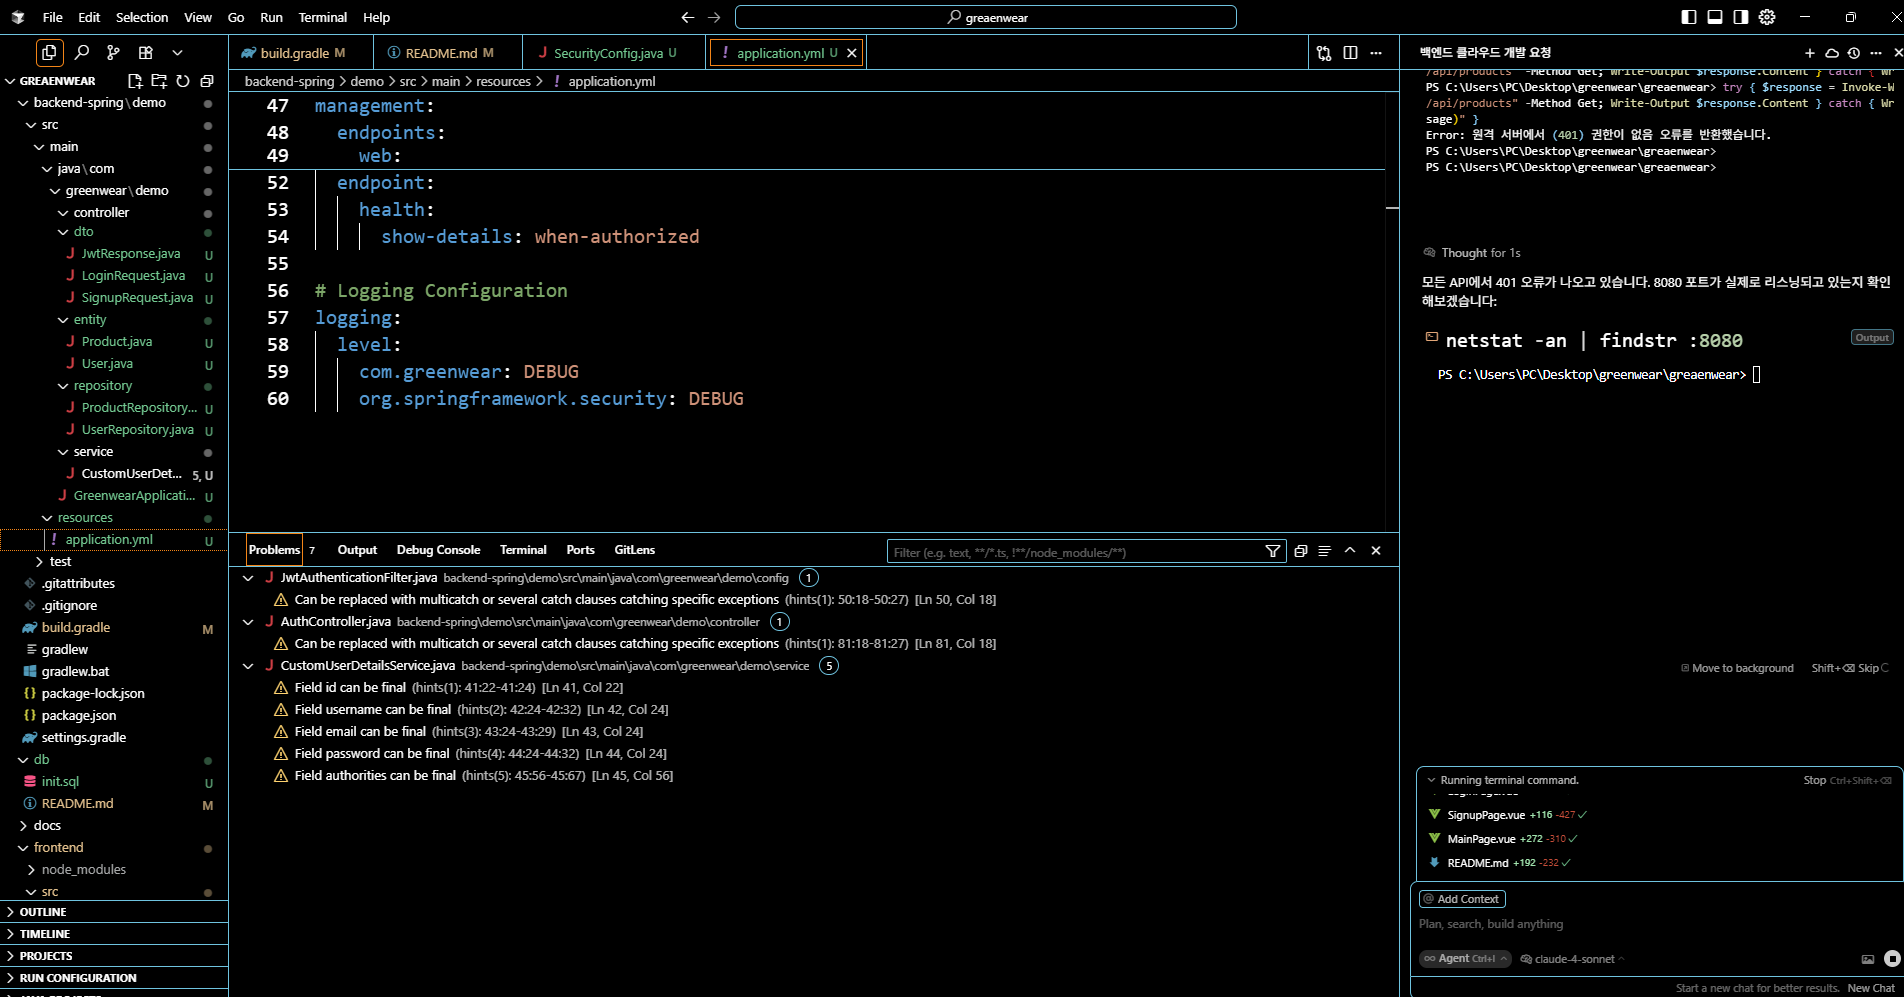 File Edit Selection View Go Run Terminal Help
greaenwear
GREAENWEAR
backend-spring\demo
src
main
java\com
greenwear\demo
controller
dto
J JwtResponse.java U
J LoginRequest.java U
J SignupRequest.java U
entity
J Product.java U
J User.java U
repository
J ProductRepository... U
J UserRepository.java U
service
J CustomUserDet... 5, U
J GreenwearApplicati... U
resources
! application.yml U
test
.gitattributes
.gitignore
build.gradle M
gradlew
gradlew.bat
{} package-lock.json
{} package.json
settings.gradle
db
init.sql U
README.md M
docs
frontend
node_modules
src
OUTLINE
TIMELINE
PROJECTS
RUN CONFIGURATION
build.gradle M
README.md M
J SecurityConfig.java U
! application.yml U
backend-spring > demo > src > main > resources > ! application.yml
47 management:
48 endpoints:
49 web:
52 endpoint:
53 health:
54 show-details: when-authorized
55
56 # Logging Configuration
57 logging:
58 level:
59 com.greenwear: DEBUG
60 org.springframework.security: DEBUG
Problems 7 Output Debug Console Terminal Ports GitLens
Filter (e.g. text, **/*.ts, !**/node_modules/**)
J JwtAuthenticationFilter.java backend-spring\demo\src\main\java\com\greenwear\demo\config 1
Can be replaced with multicatch or several catch clauses catching specific exceptions (hints(1): 50:18-50:27) [Ln 50, Col 18]
J AuthController.java backend-spring\demo\src\main\java\com\greenwear\demo\controller 1
Can be replaced with multicatch or several catch clauses catching specific exceptions (hints(1): 81:18-81:27) [Ln 81, Col 18]
J CustomUserDetailsService.java backend-spring\demo\src\main\java\com\greenwear\demo\service 5
Field id can be final (hints(1): 41:22-41:24) [Ln 41, Col 22]
Field username can be final (hints(2): 42:24-42:32) [Ln 42, Col 24]
Field email can be final (hints(3): 43:24-43:29) [Ln 43, Col 24]
Field password can be final (hints(4): 44:24-44:32) [Ln 44, Col 24]
Field authorities can be final (hints(5): 45:56-45:67) [Ln 45, Col 56]
백엔드 클라우드 개발 요청
/api/products" -Method Get; Write-Output $response.Content } catch { Wr
PS C:\Users\PC\Desktop\greenwear\greaenwear> try { $response = Invoke-W
/api/products" -Method Get; Write-Output $response.Content } catch { Wr
sage)" }
Error: 원격 서버에서 (401) 권한이 없음 오류를 반환했습니다.
PS C:\Users\PC\Desktop\greenwear\greaenwear>
PS C:\Users\PC\Desktop\greenwear\greaenwear>
Thought for 1s
모든 API에서 401 오류가 나오고 있습니다. 8080 포트가 실제로 리스닝되고 있는지 확인
해보겠습니다:
netstat -an | findstr :8080
Output
PS C:\Users\PC\Desktop\greenwear\greaenwear>
Move to background Shift+⌫ Skip
Running terminal command. Stop Ctrl+Shift+⌫
SignupPage.vue +116 -427
MainPage.vue +272 -310
README.md +192 -232
@ Add Context
Plan, search, build anything
∞ Agent Ctrl+I claude-4-sonnet
Start a new chat for better results. New Chat